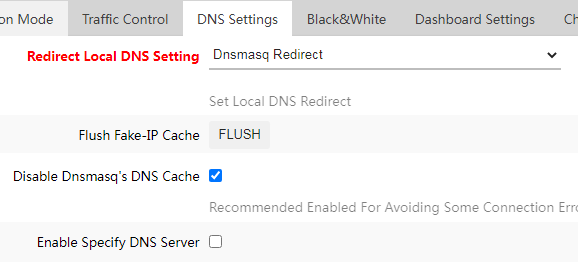 on Mode Traffic Control DNS Settings Black&White Dashboard Settings Ch
Redirect Local DNS Setting Dnsmasq Redirect
Set Local DNS Redirect
Flush Fake-IP Cache FLUSH
Disable Dnsmasq's DNS Cache
Recommended Enabled For Avoiding Some Connection Erro
Enable Specify DNS Server